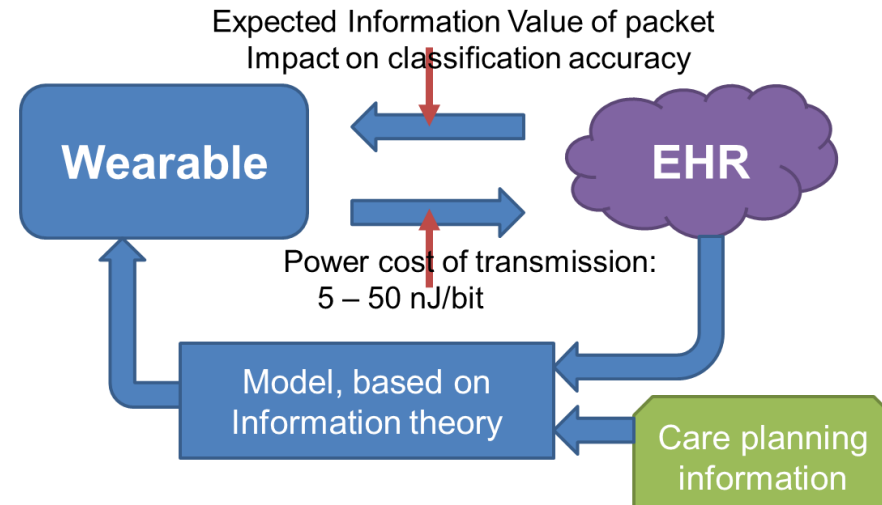 Expected Information Value of packet
Impact on classification accuracy
Wearable
EHR
Power cost of transmission:
5 – 50 nJ/bit
Model, based on
Information theory
Care planning
information